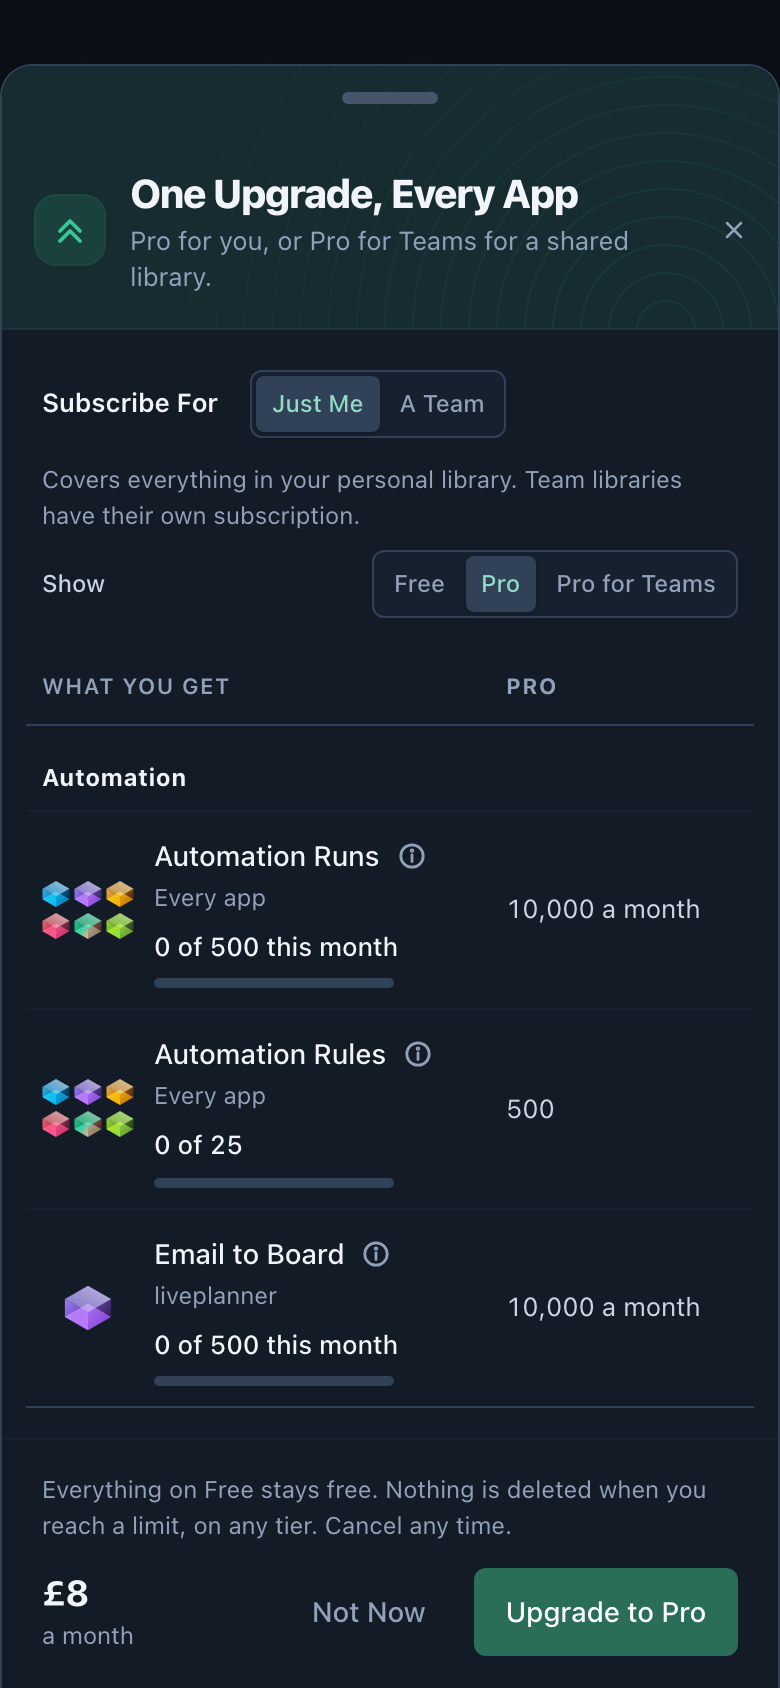 One Upgrade, Every App
Pro for you, or Pro for Teams for a shared
library.
Subscribe For
Just Me
A Team
Covers everything in your personal library. Team libraries
have their own subscription.
Show
Free
Pro
Pro for Teams
WHAT YOU GET
PRO
Automation
Automation Runs
Every app
0 of 500 this month
10,000 a month
Automation Rules
Every app
0 of 25
500
Email to Board
liveplanner
0 of 500 this month
10,000 a month
Everything on Free stays free. Nothing is deleted when you
reach a limit, on any tier. Cancel any time.
£8
a month
Not Now
Upgrade to Pro